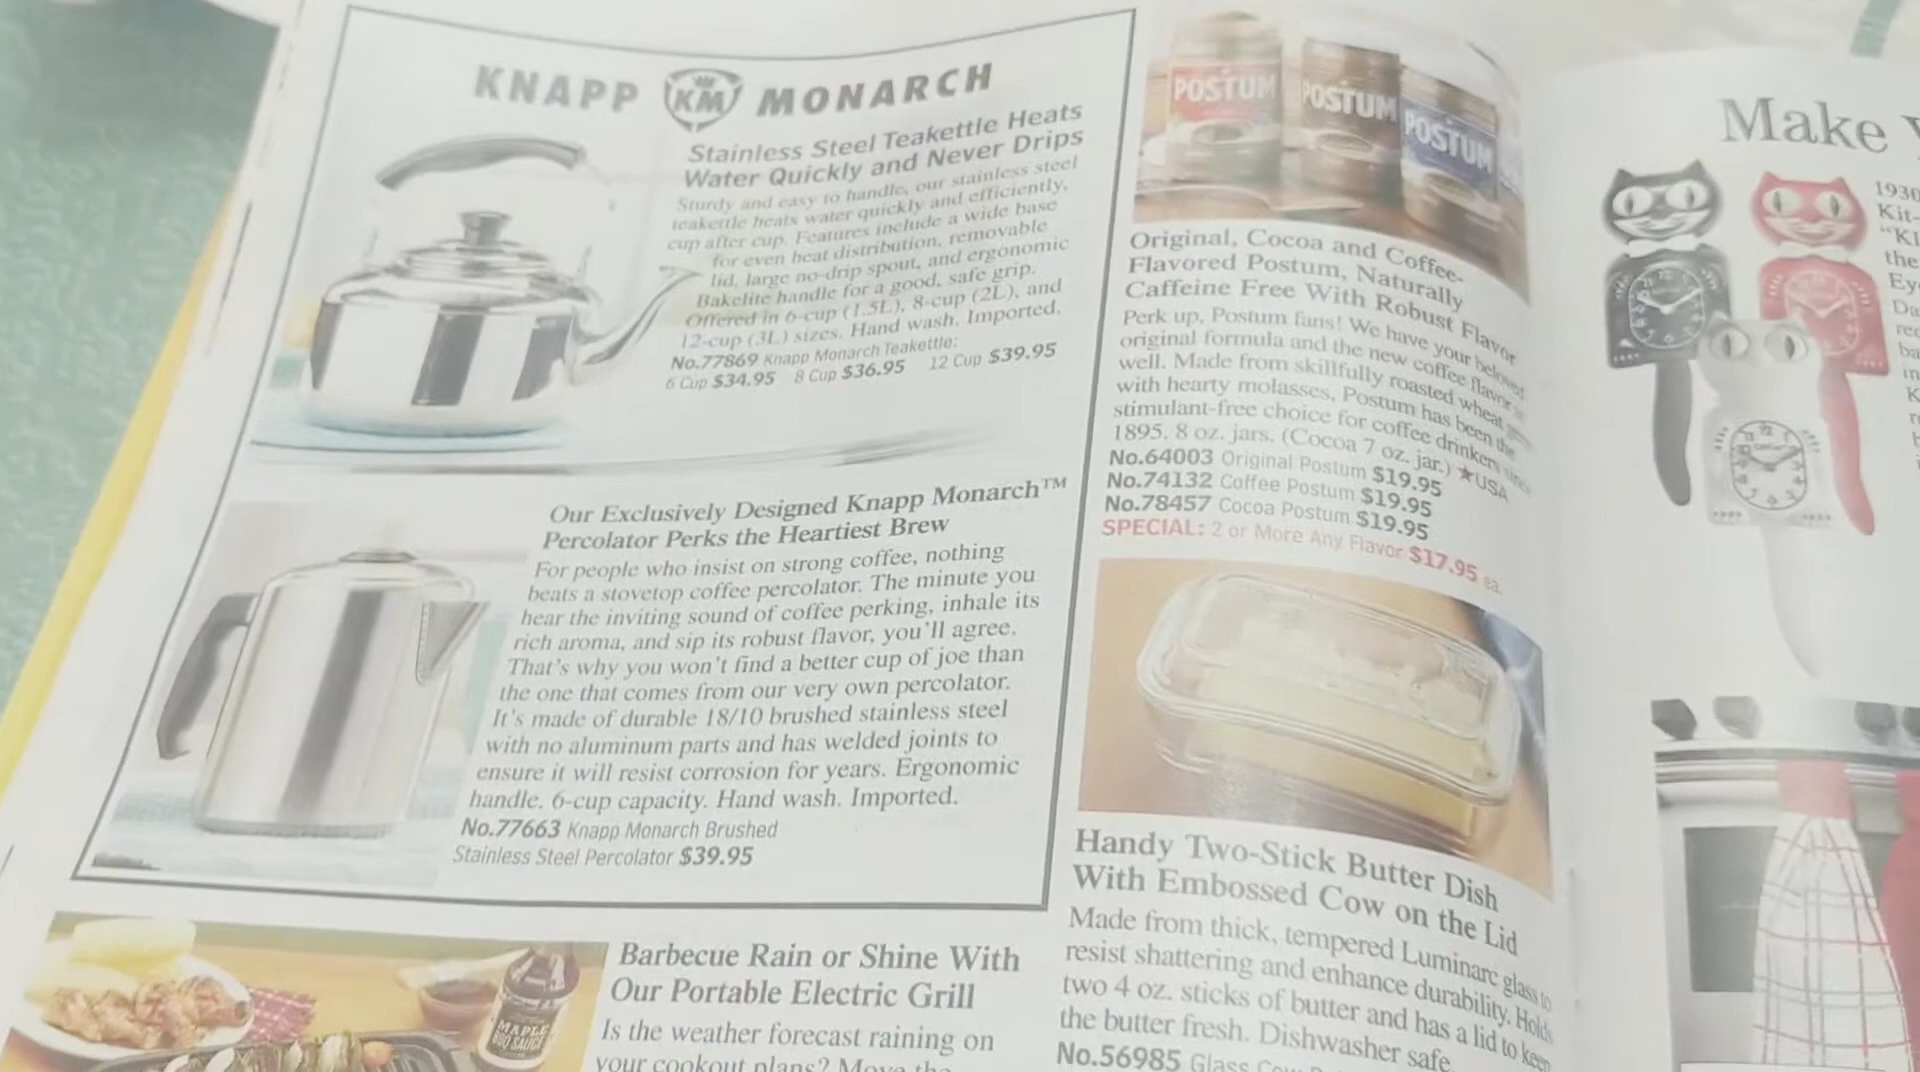 KNAPP KM MONARCH
Stainless Steel Teakettle Heats
Water Quickly and Never Drips
Sturdy and easy to handle, our stainless steel
teakettle heats water quickly and efficiently,
cup after cup. Features include a wide base
for even heat distribution, removable
lid, large no-drip spout, and ergonomic
Bakelite handle for a good, safe grip.
Offered in 6-cup (1.5L), 8-cup (2L), and
12-cup (3L) sizes. Hand wash. Imported.
No.77869 Knapp Monarch Teakettle:
6 Cup $34.95 8 Cup $36.95 12 Cup $39.95
Our Exclusively Designed Knapp Monarch™
Percolator Perks the Heartiest Brew
For people who insist on strong coffee, nothing
beats a stovetop coffee percolator. The minute you
hear the inviting sound of coffee perking, inhale its
rich aroma, and sip its robust flavor, you'll agree.
That's why you won't find a better cup of joe than
the one that comes from our very own percolator.
It's made of durable 18/10 brushed stainless steel
with no aluminum parts and has welded joints to
ensure it will resist corrosion for years. Ergonomic
handle. 6-cup capacity. Hand wash. Imported.
No.77663 Knapp Monarch Brushed
Stainless Steel Percolator $39.95
MAPLE
BBQ SAUCE
Barbecue Rain or Shine With
Our Portable Electric Grill
Is the weather forecast raining on
your cookout plans? Move the
POSTUM
POSTUM
POSTUM
Original, Cocoa and Coffee-
Flavored Postum, Naturally
Caffeine Free With Robust Flavor
Perk up, Postum fans! We have your beloved
original formula and the new coffee flavor as
well. Made from skillfully roasted wheat
with hearty molasses, Postum has been the
stimulant-free choice for coffee drinkers since
1895. 8 oz. jars. (Cocoa 7 oz. jar.) ★USA
No.64003 Original Postum $19.95
No.74132 Coffee Postum $19.95
No.78457 Cocoa Postum $19.95
SPECIAL: 2 or More Any Flavor $17.95 ea.
Handy Two-Stick Butter Dish
With Embossed Cow on the Lid
Made from thick, tempered Luminarc glass to
resist shattering and enhance durability. Holds
two 4 oz. sticks of butter and has a lid to keep
the butter fresh. Dishwasher safe.
No.56985 Glass Cow
Make
1930
Kit-
the
Eye